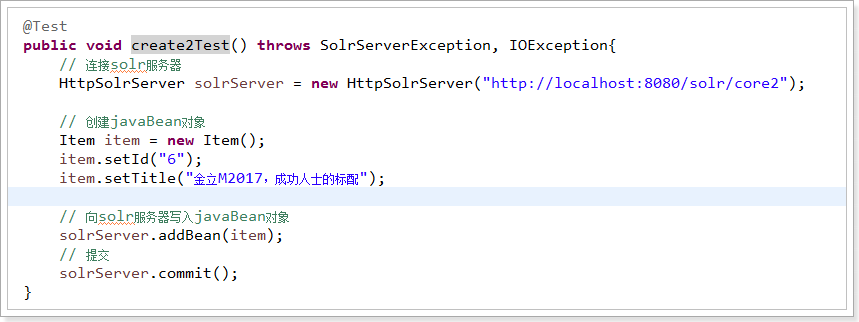 @Test
public void create2Test() throws SolrServerException, IOException{
// 连接solr服务器
HttpSolrServer solrServer = new HttpSolrServer("http://localhost:8080/solr/core2");
// 创建javaBean对象
Item item = new Item();
item.setId("6");
item.setTitle("金立M2017，成功人士的标配");
// 向solr服务器写入javaBean对象
solrServer.addBean(item);
// 提交
solrServer.commit();
}